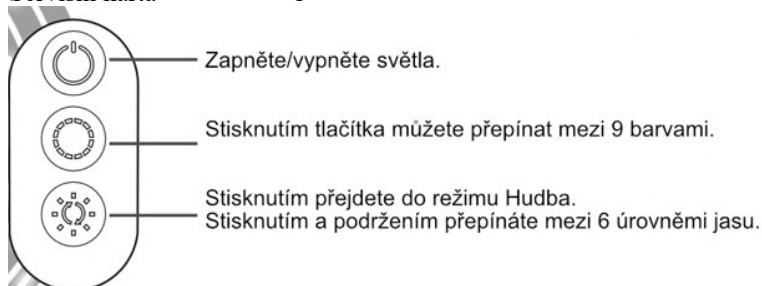 Zapněte/vypněte světla.
Stisknutím tlačítka můžete přepínat mezi 9 barvami.
Stisknutím přejdete do režimu Hudba.
Stisknutím a podržením přepínáte mezi 6 úrovněmi jasu.